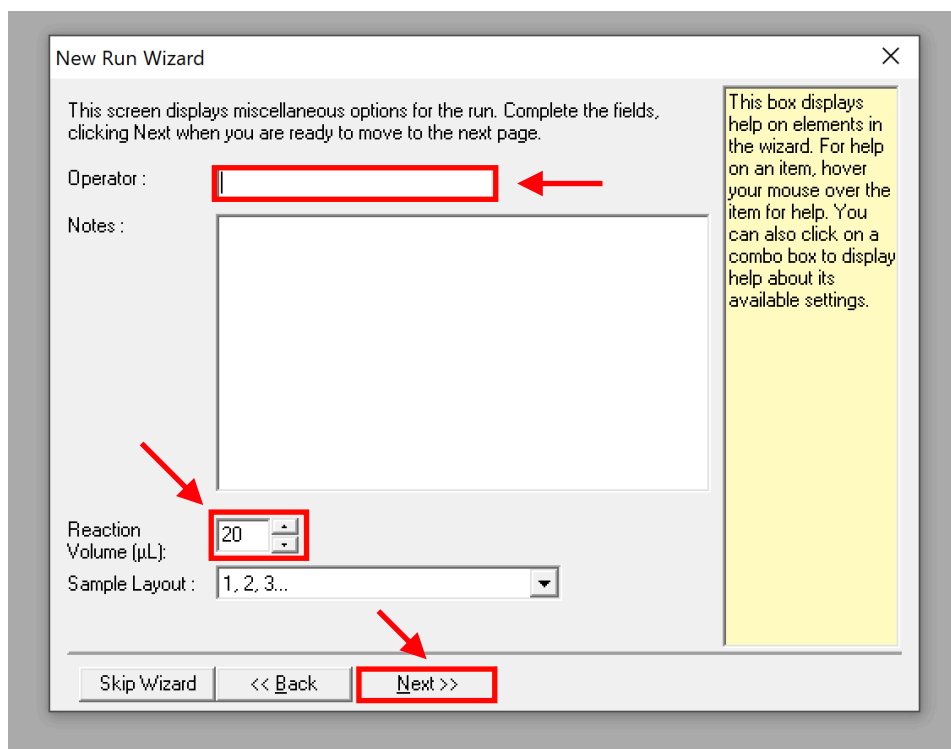 New Run Wizard
This screen displays miscellaneous options for the run. Complete the fields,
clicking Next when you are ready to move to the next page.
Operator :
Notes :
Reaction
Volume (µL):
20
Sample Layout :
1, 2, 3...
Skip Wizard
<< Back
Next >>
This box displays
help on elements in
the wizard. For help
on an item, hover
your mouse over the
item for help. You
can also click on a
combo box to display
help about its
available settings.